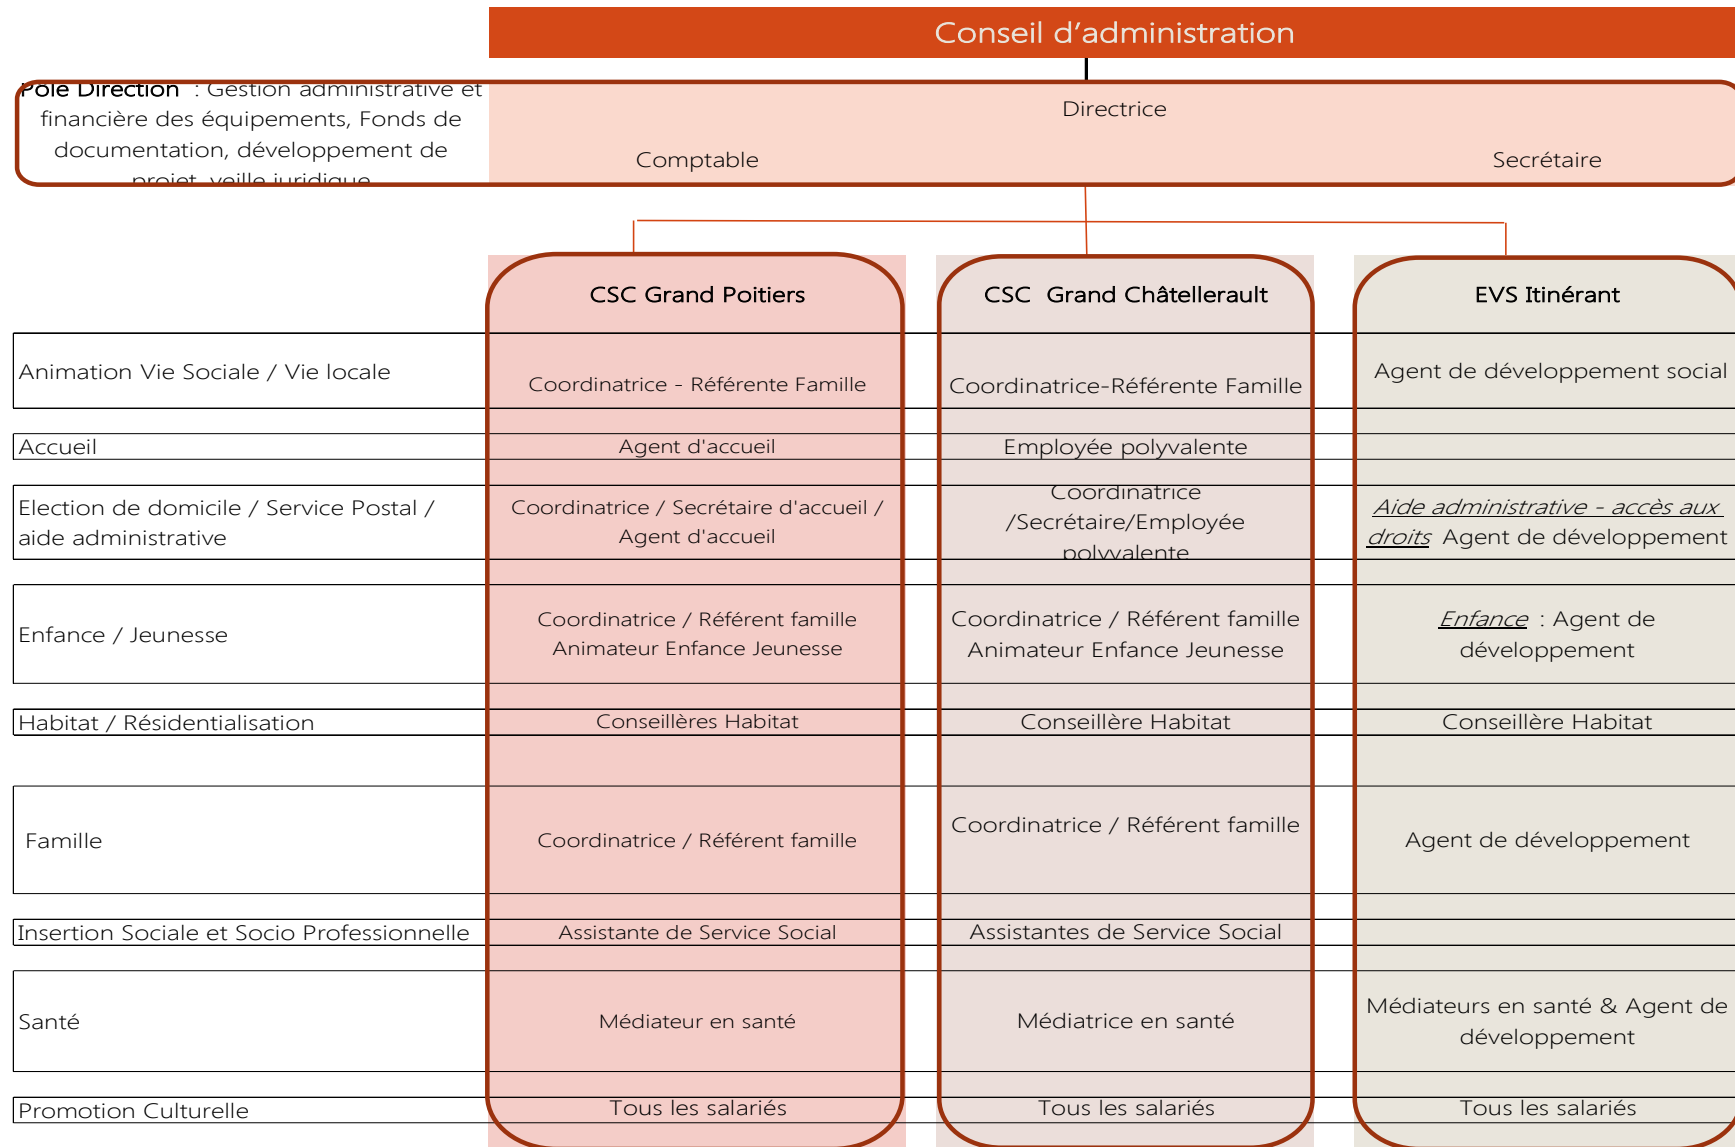 Conseil d’administration
Pôle Direction : Gestion administrative et
financière des équipements, Fonds de
documentation, développement de
projet, veille juridique
Directrice
Comptable
Secrétaire
CSC Grand Poitiers
CSC Grand Châtellerault
EVS Itinérant
Animation Vie Sociale / Vie locale
Coordinatrice - Référente Famille
Coordinatrice-Référente Famille
Agent de développement social
Accueil
Agent d'accueil
Employée polyvalente
Election de domicile / Service Postal /
aide administrative
Coordinatrice / Secrétaire d'accueil /
Agent d'accueil
Coordinatrice
/Secrétaire/Employée
polyvalente
Aide administrative - accès aux
droits Agent de développement
Enfance / Jeunesse
Coordinatrice / Référent famille
Animateur Enfance Jeunesse
Coordinatrice / Référent famille
Animateur Enfance Jeunesse
Enfance : Agent de
développement
Habitat / Résidentialisation
Conseillères Habitat
Conseillère Habitat
Conseillère Habitat
Famille
Coordinatrice / Référent famille
Coordinatrice / Référent famille
Agent de développement
Insertion Sociale et Socio Professionnelle
Assistante de Service Social
Assistantes de Service Social
Santé
Médiateur en santé
Médiatrice en santé
Médiateurs en santé & Agent de
développement
Promotion Culturelle
Tous les salariés
Tous les salariés
Tous les salariés